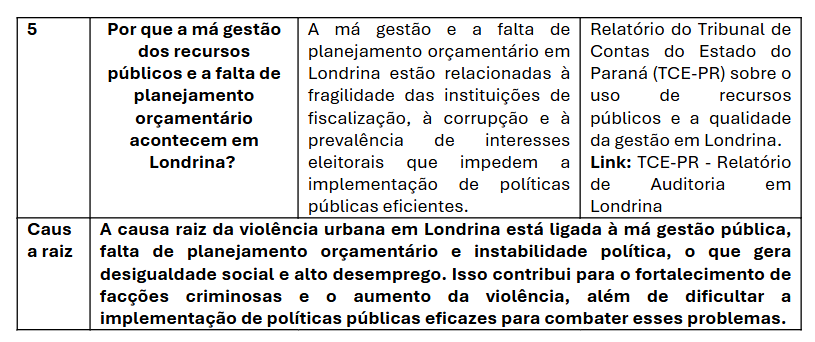 5
Por que a má gestão
dos recursos
públicos e a falta de
planejamento
orçamentário
acontecem em
Londrina?
A má gestão e a falta de
planejamento orçamentário em
Londrina estão relacionadas à
fragilidade das instituições de
fiscalização, à corrupção e à
prevalência de interesses
eleitorais que impedem a
implementação de políticas
públicas eficientes.
Relatório do Tribunal de
Contas do Estado do
Paraná (TCE-PR) sobre o
uso de recursos
públicos e a qualidade
da gestão em Londrina.
Link: TCE-PR - Relatório
de Auditoria em
Londrina
Caus
a raiz
A causa raiz da violência urbana em Londrina está ligada à má gestão pública,
falta de planejamento orçamentário e instabilidade política, o que gera
desigualdade social e alto desemprego. Isso contribui para o fortalecimento de
facções criminosas e o aumento da violência, além de dificultar a
implementação de políticas públicas eficazes para combater esses problemas.